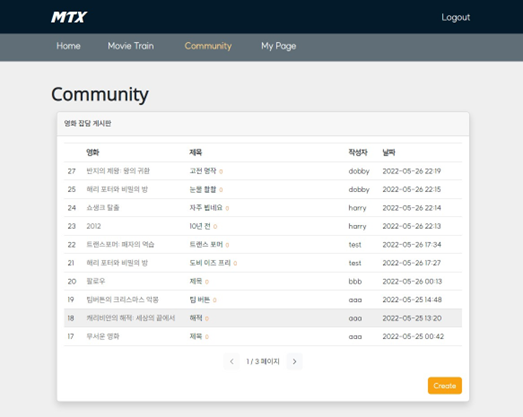 MTX
Logout
Home Movie Train Community My Page
Community
영화 잡담 게시판
영화 제목 작성자 날짜
27 반지의 제왕: 왕의 귀환 고전 명작 0 dobby 2022-05-26 22:19
25 해리 포터와 비밀의 방 눈물 찔찔 0 dobby 2022-05-26 22:15
24 쇼생크 탈출 자주 봅네요 0 harry 2022-05-26 22:14
23 2012 10년 전 0 harry 2022-05-26 22:13
22 트랜스포머: 패자의 역습 트랜스 포머 0 test 2022-05-26 17:34
21 해리 포터와 비밀의 방 도비 이즈 프리 0 test 2022-05-26 17:27
20 할로우 제목 0 bbb 2022-05-26 00:13
19 팀버튼의 크리스마스 악몽 팀 버튼 0 aaa 2022-05-25 14:48
18 캐리비안의 해적: 세상의 끝에서 해적 0 aaa 2022-05-25 13:20
17 무서운 영화 제목 0 aaa 2022-05-25 00:42
1 / 3 페이지
Create